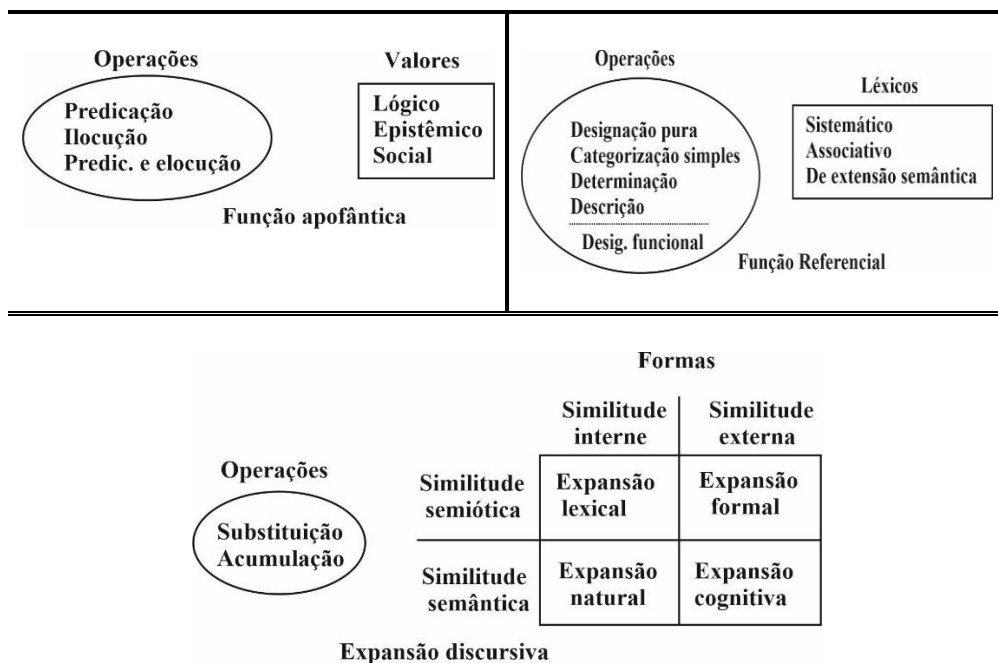 Operações
Valores
Predicação
Ilocução
Predic. e elocução
Lógico
Epistêmico
Social
Função apofântica
Operações
Léxicos
Designação pura
Categorização simples
Determinação
Descrição
Desig. funcional
Sistemático
Associativo
De extensão semântica
Função Referencial
Formas
Similitude
interne
Similitude
externa
Operações
Substituição
Acumulação
Similitude
semiótica
Expansão
lexical
Expansão
formal
Similitude
semântica
Expansão
natural
Expansão
cognitiva
Expansão discursiva